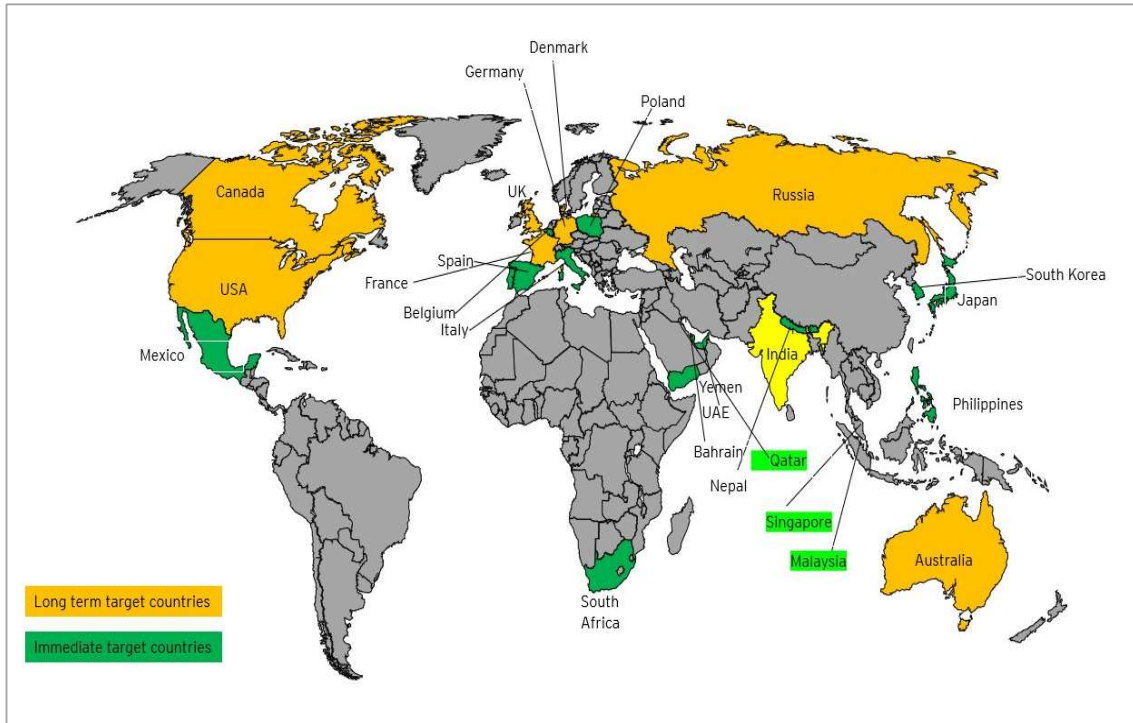 Denmark
Germany
Poland
Canada
UK
Russia
Spain
France
USA
South Korea
Belgium
Japan
Italy
Mexico
India
Yemen
Philippines
UAE
Bahrain
Qatar
Nepal
Singapore
Malaysia
Australia
Long term target countries
South
Africa
Immediate target countries